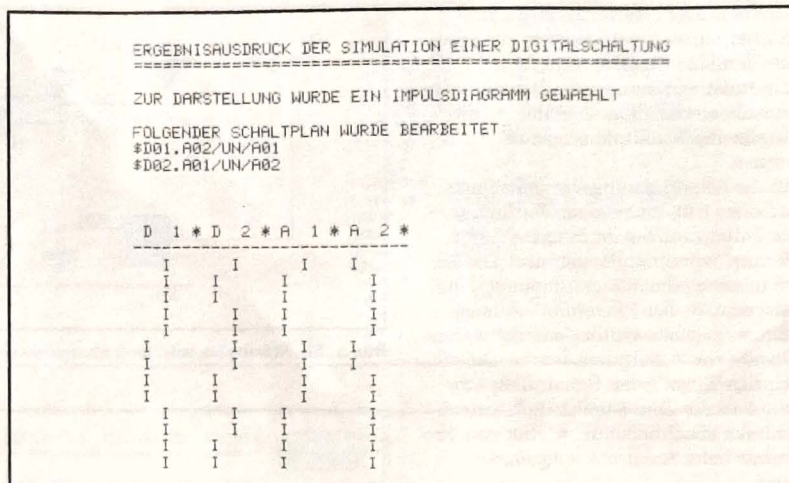 ERGEBNISAUSDRUCK DER SIMULATION EINER DIGITALSCHALTUNG
======================================================
ZUR DARSTELLUNG WURDE EIN IMPULSDIAGRAMM GEWAEHLT
FOLGENDER SCHALTPLAN WURDE BEARBEITET
$D01.A02/UN/A01
$D02.A01/UN/A02
D 1 * D 2 * A 1 * A 2 *
---------------------------
I I I I
I I I I
I I I I
I I I I
I I I I
I I I I
I I I I
I I I I
I I I I
I I I I
I I I I
I I I I
I I I I